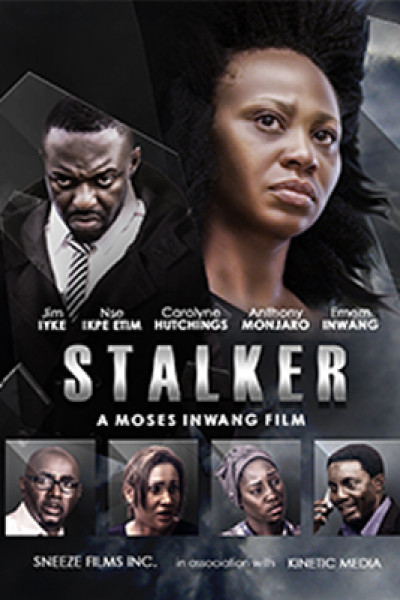 Jim Nse Carolyne Anthony Emem
IYKE IKPE ETIM HUTCHINGS MONJARO INWANG
STALKER
A MOSES INWANG FILM
SNEEZE FILMS INC. in association with KINETIC MEDIA